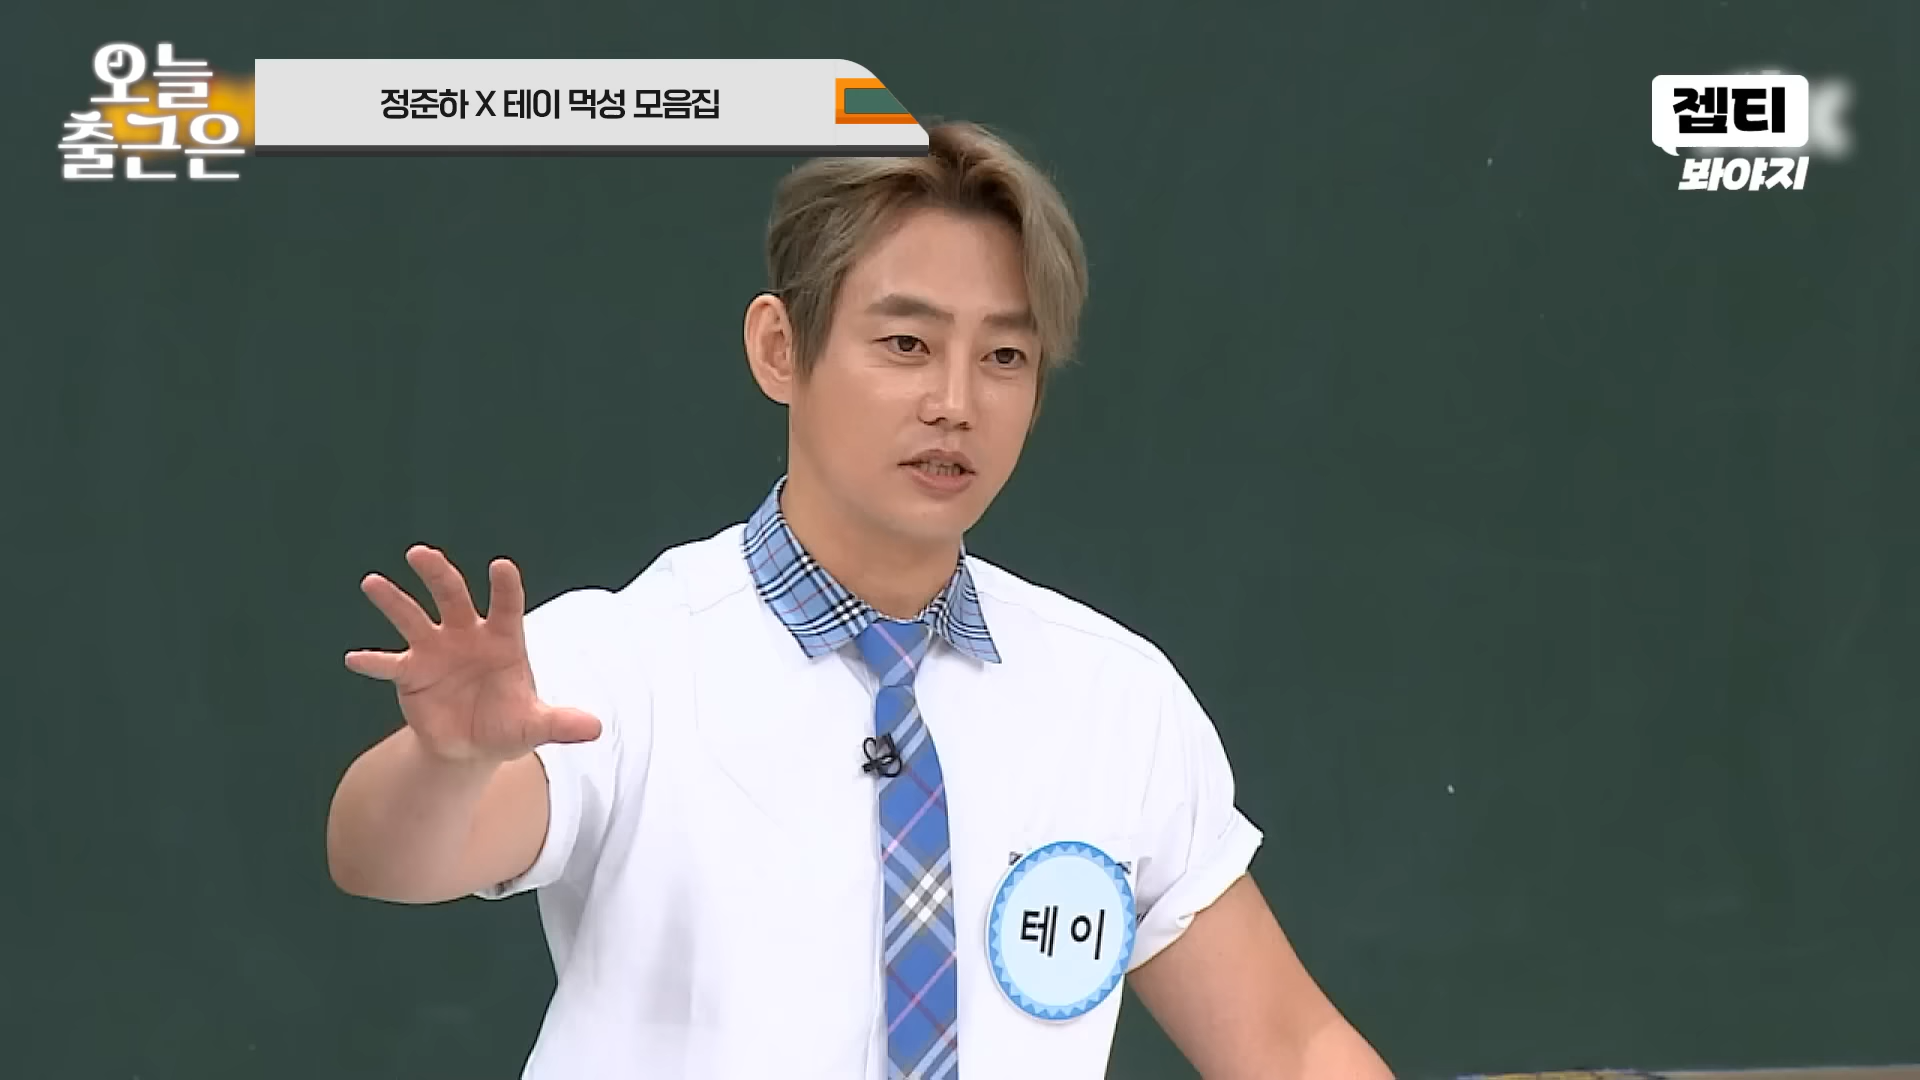 오늘
출근은
정준하 X 테이 먹성 모음집
젭티
봐야지
테이